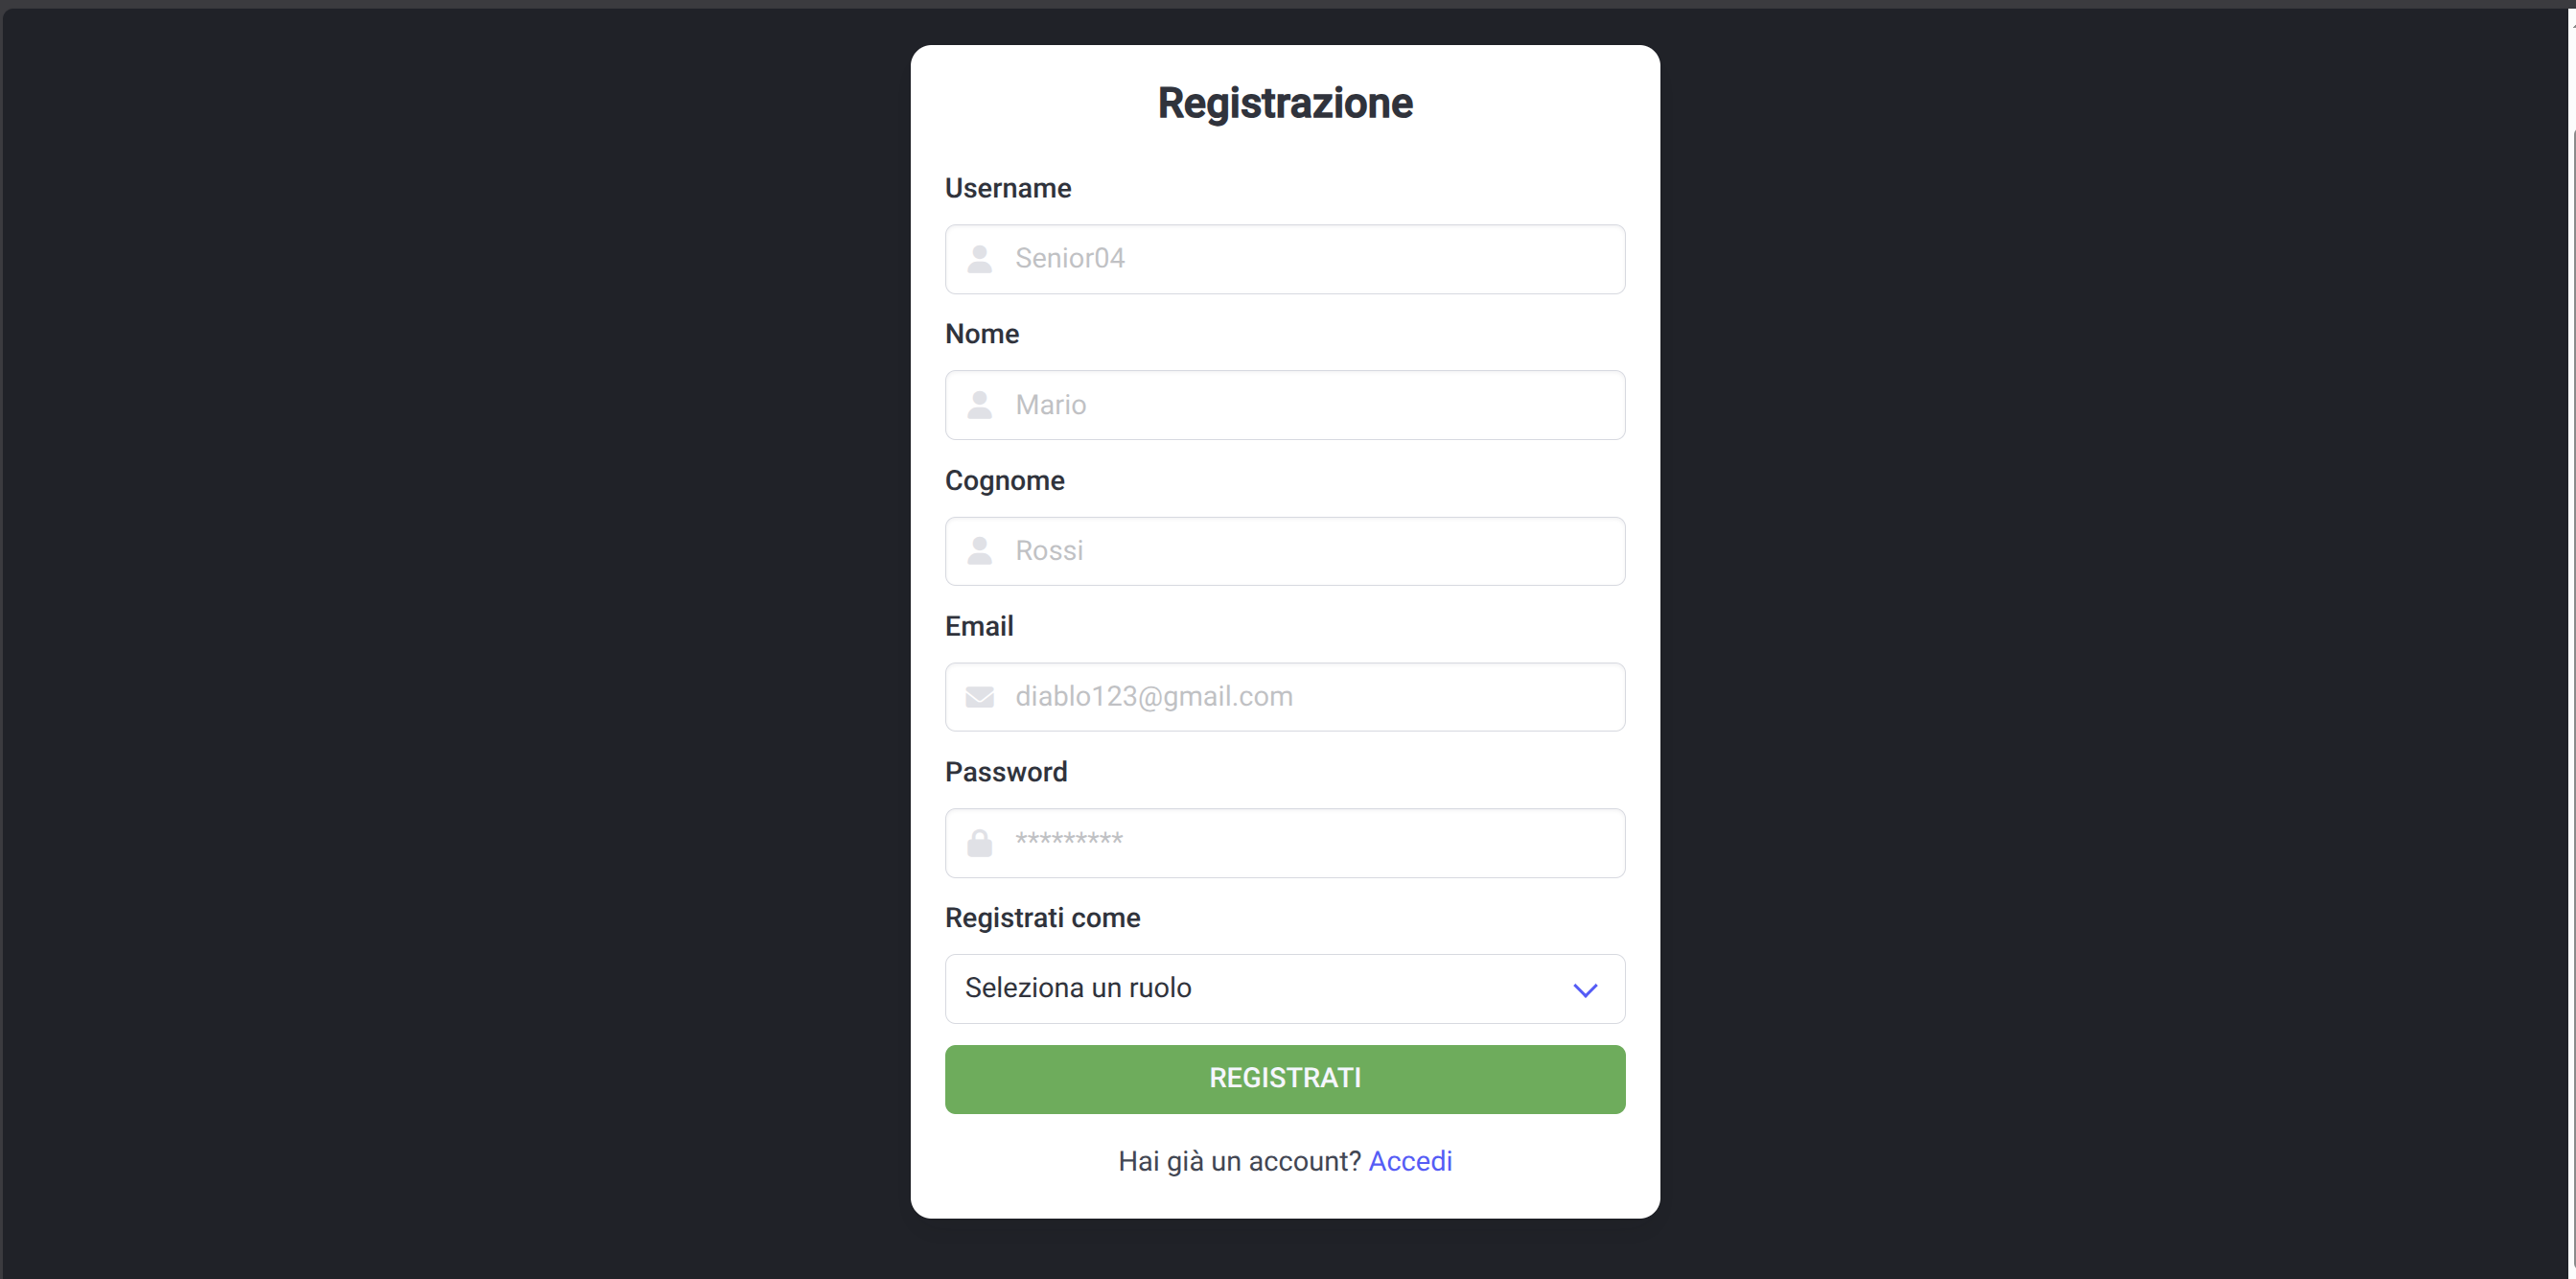 Registrazione
Username
Senior04
Nome
Mario
Cognome
Rossi
Email
diablo123@gmail.com
Password
*********
Registrati come
Seleziona un ruolo
REGISTRATI
Hai già un account? Accedi